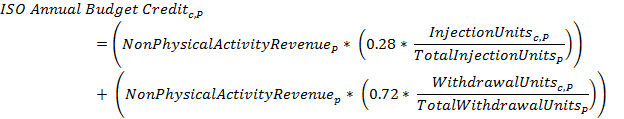 ISO Annual Budget Credit_{c,P}
= (NonPhysicalActivityRevenue_p * (0.28 * InjectionUnits_{c,P} / TotalInjectionUnits_p))
+ (NonPhysicalActivityRevenue_p * (0.72 * WithdrawalUnits_{c,P} / TotalWithdrawalUnits_p))